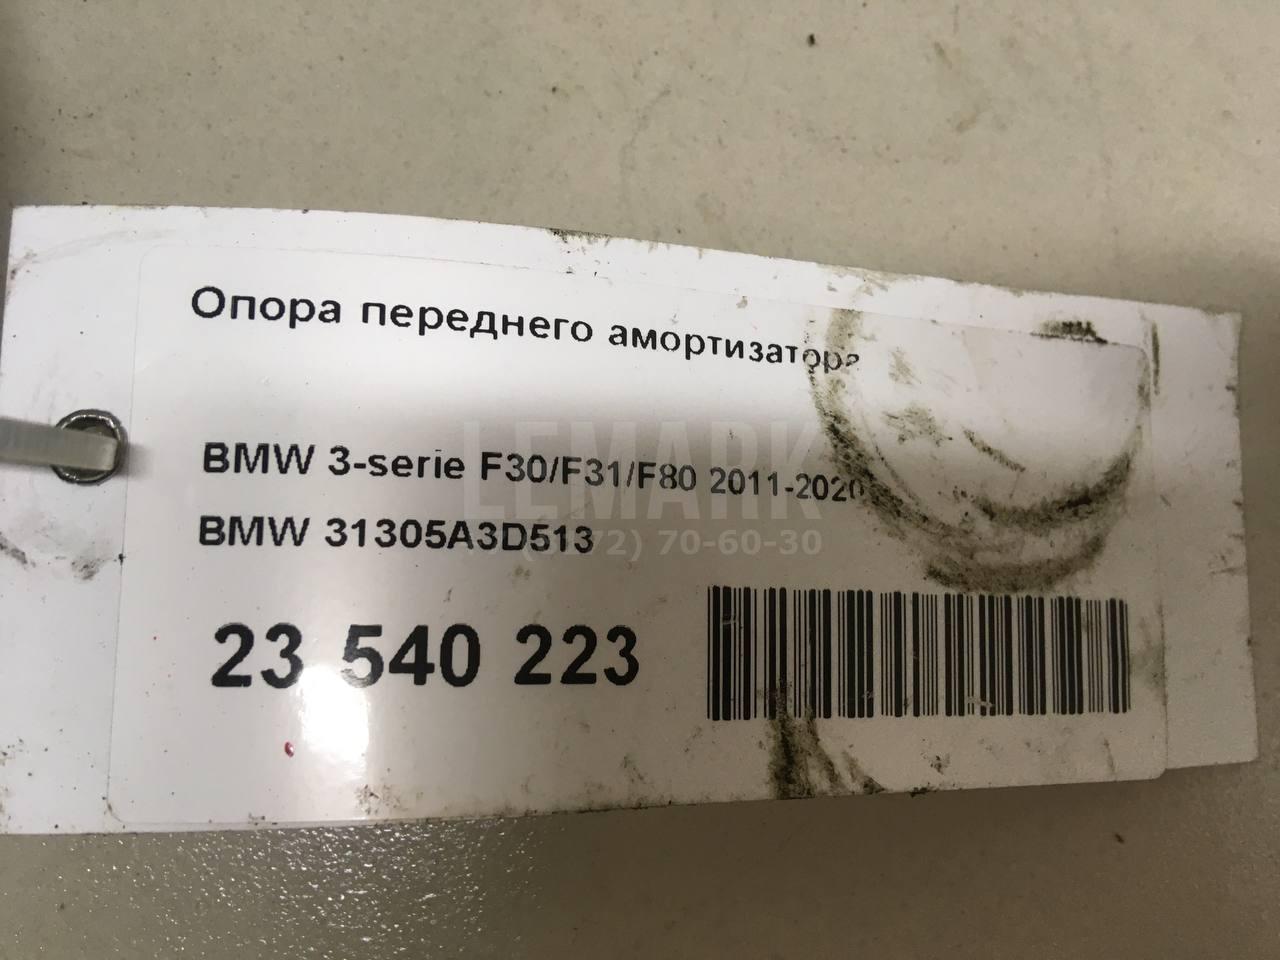 Опора переднего амортизатора
BMW 3-serie F30/F31/F80 2011-2020
BMW 31305A3D513
23 540 223
LEMARK
72) 70-60-30